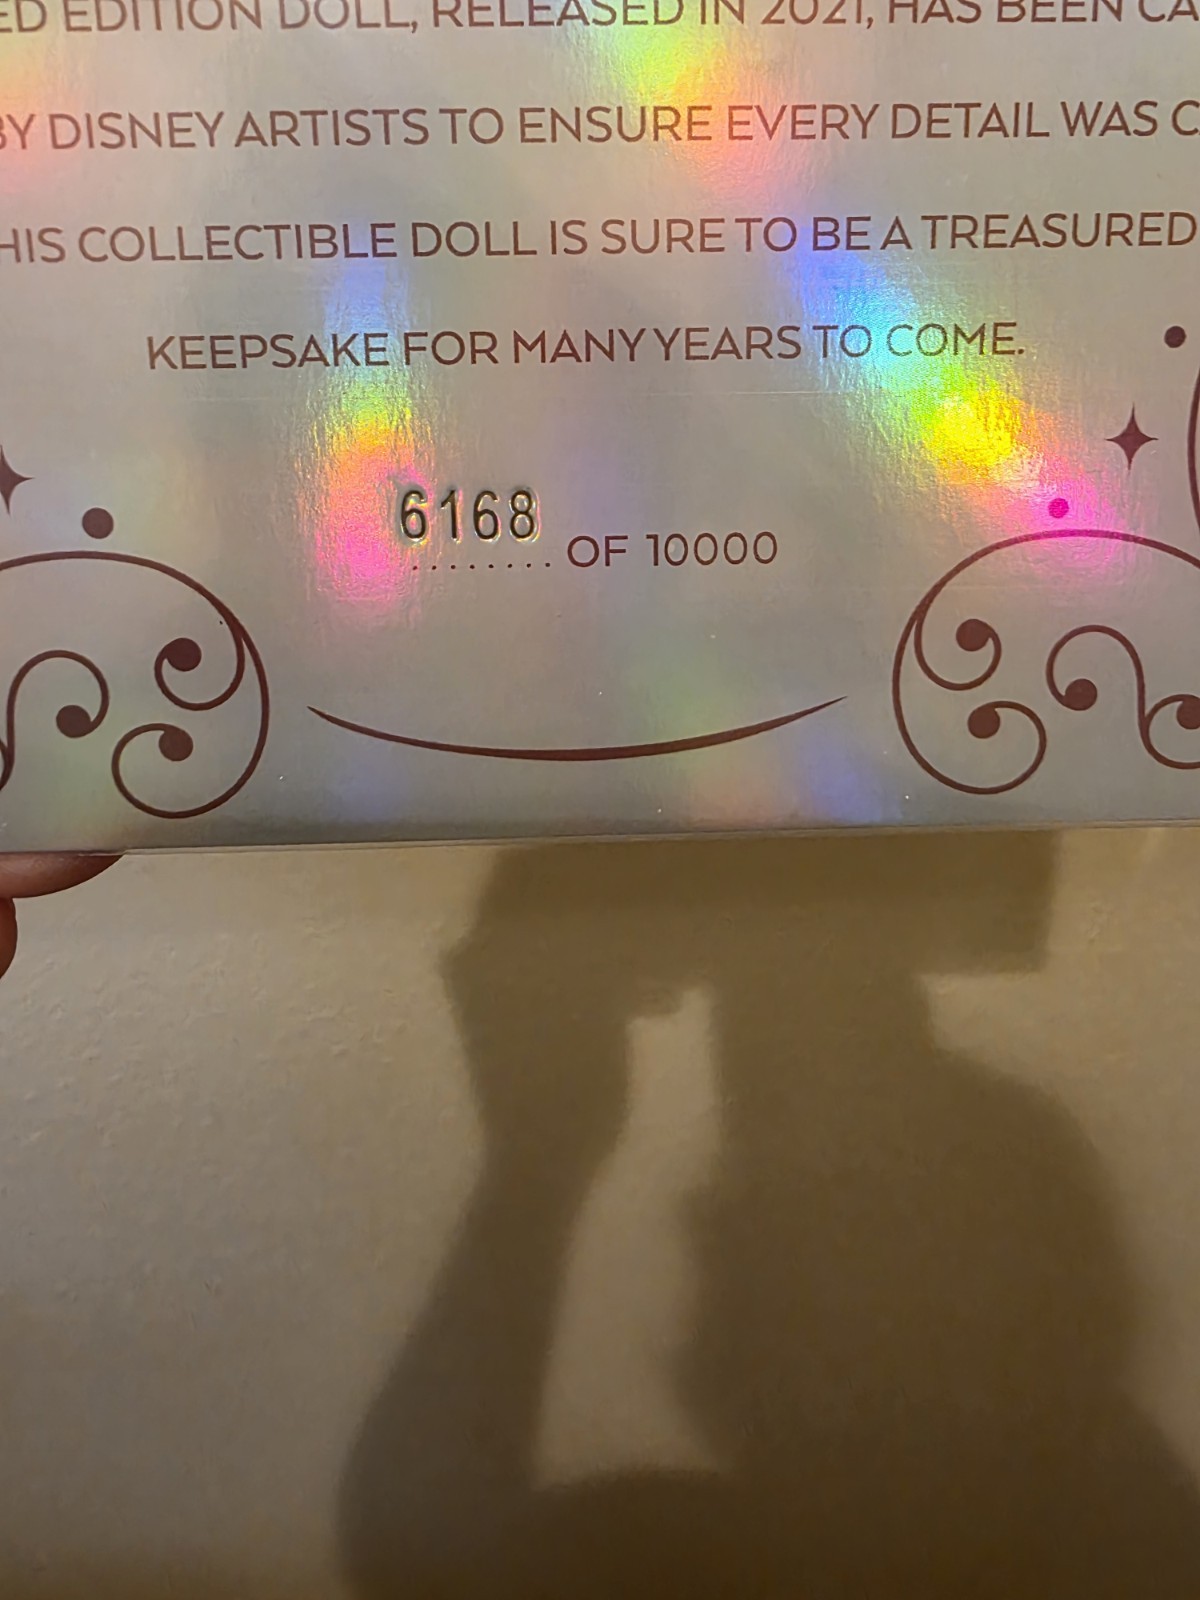 ED EDITION DOLL, RELEASED IN 2021, HAS BEEN CA
BY DISNEY ARTISTS TO ENSURE EVERY DETAIL WAS C
HIS COLLECTIBLE DOLL IS SURE TO BE A TREASURED
KEEPSAKE FOR MANY YEARS TO COME.
6168 OF 10000